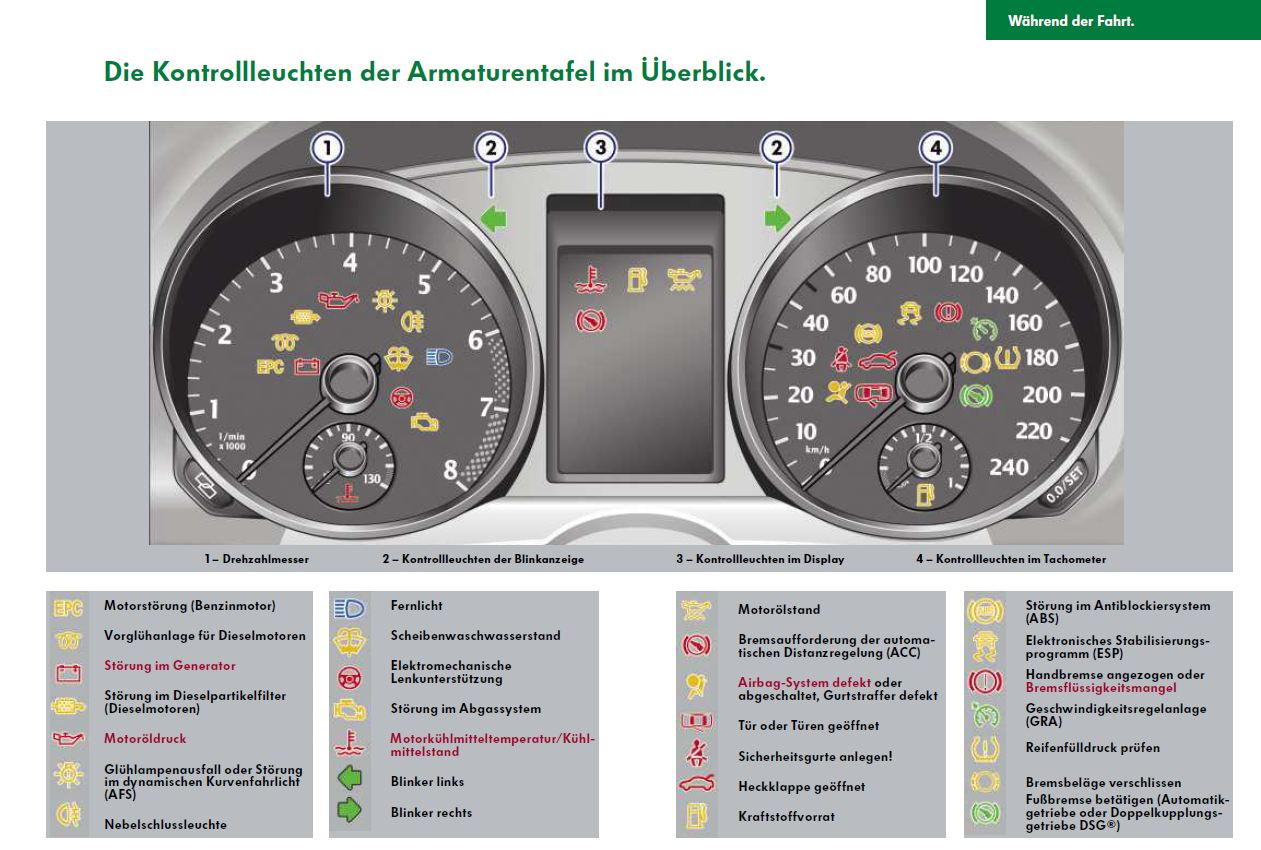 Während der Fahrt.
Die Kontrollleuchten der Armaturentafel im Überblick.
1
2
3
2
4
1
2
3
4
5
6
7
8
1/min
x 1000
0
90
130
EPC
10
20
30
40
60
80
100
120
140
160
180
200
220
240
km/h
0
1/2
1
0.0/SET
1 – Drehzahlmesser
2 – Kontrollleuchten der Blinkanzeige
3 – Kontrollleuchten im Display
4 – Kontrollleuchten im Tachometer
EPC
Motorstörung (Benzinmotor)
Vorglühanlage für Dieselmotoren
Störung im Generator
Störung im Dieselpartikelfilter
(Dieselmotoren)
Motoröldruck
Glühlampenausfall oder Störung
im dynamischen Kurvenfahrlicht
(AFS)
Nebelschlussleuchte
Fernlicht
Scheibenwaschwasserstand
Elektromechanische
Lenkunterstützung
Störung im Abgassystem
Motorkühlmitteltemperatur/Kühl-
mittelstand
Blinker links
Blinker rechts
Motorölstand
Bremsaufforderung der automa-
tischen Distanzregelung (ACC)
Airbag-System defekt oder
abgeschaltet, Gurtstraffer defekt
Tür oder Türen geöffnet
Sicherheitsgurte anlegen!
Heckklappe geöffnet
Kraftstoffvorrat
Störung im Antiblockiersystem
(ABS)
Elektronisches Stabilisierungs-
programm (ESP)
Handbremse angezogen oder
Bremsflüssigkeitsmangel
Geschwindigkeitsregelanlage
(GRA)
Reifenfülldruck prüfen
Bremsbeläge verschlissen
Fußbremse betätigen (Automatik-
getriebe oder Doppelkupplungs-
getriebe DSG®)